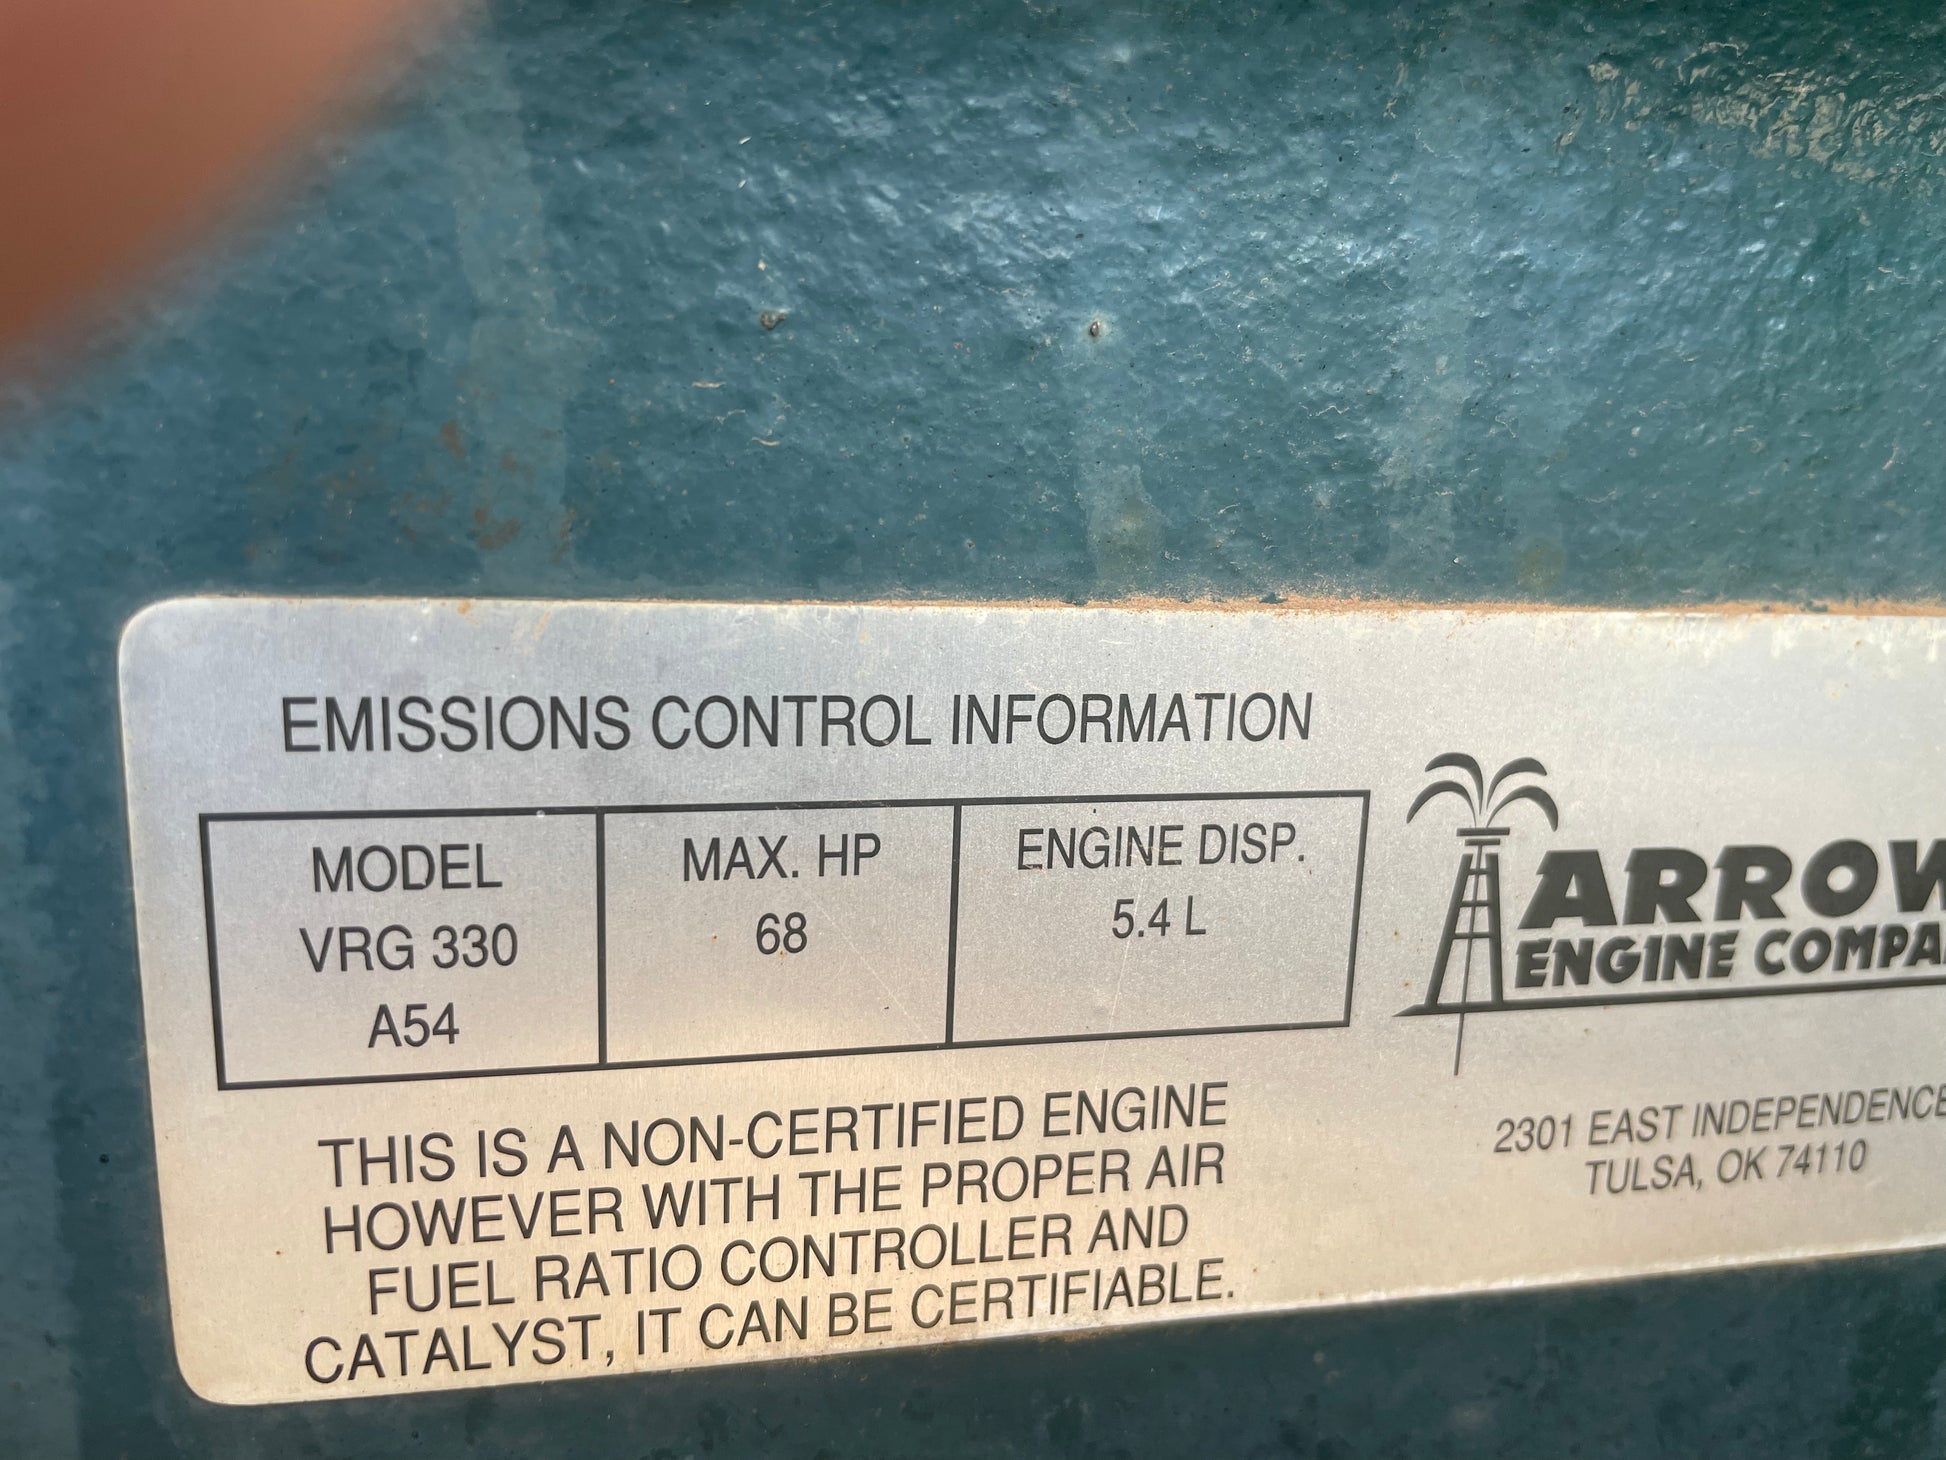 EMISSIONS CONTROL INFORMATION
MODEL
VRG 330
A54
MAX. HP
68
ENGINE DISP.
5.4 L
THIS IS A NON-CERTIFIED ENGINE
HOWEVER WITH THE PROPER AIR
FUEL RATIO CONTROLLER AND
CATALYST, IT CAN BE CERTIFIABLE.
ARROW
ENGINE
2301 EAST INDEPENDENCE
TULSA, OK 74110